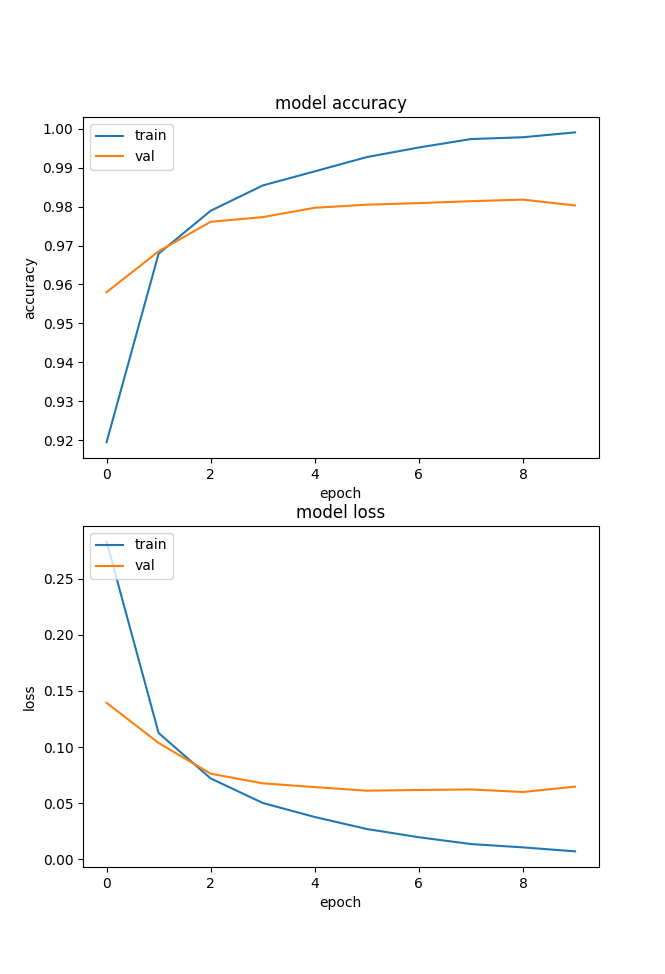 model accuracy
train
val
1.00
0.99
0.98
0.97
0.96
0.95
0.94
0.93
0.92
accuracy
0 2 4 6 8
epoch
model loss
train
val
0.25
0.20
0.15
0.10
0.05
0.00
loss
0 2 4 6 8
epoch